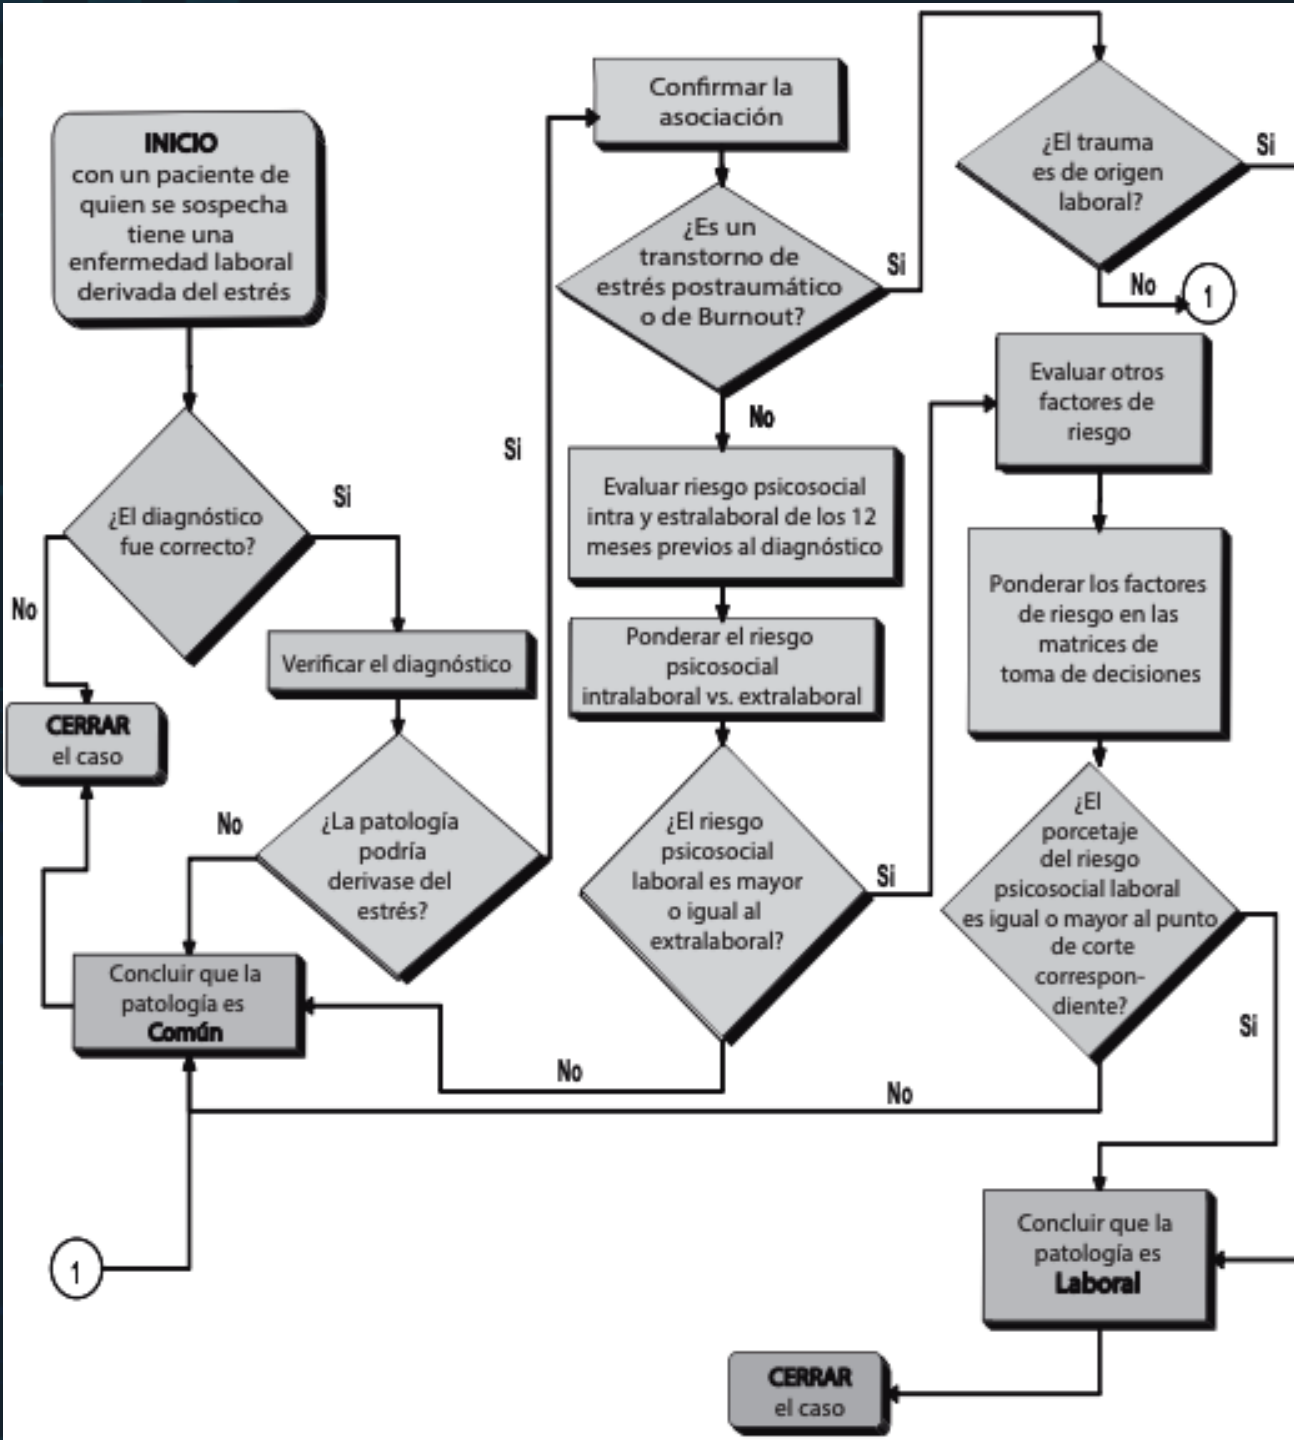 INICIO
con un paciente de
quien se sospecha
tiene una
enfermedad laboral
derivada del estrés
¿El diagnóstico
fue correcto?
Si
No
Verificar el diagnóstico
CERRAR
el caso
¿La patología
podría
derivase del
estrés?
No
Si
Concluir que la
patología es
Común
1
Confirmar la
asociación
¿Es un
transtorno de
estrés postraumático
o de Burnout?
Si
No
Evaluar riesgo psicosocial
intra y estralaboral de los 12
meses previos al diagnóstico
Ponderar el riesgo
psicosocial
intralaboral vs. extralaboral
¿El riesgo
psicosocial
laboral es mayor
o igual al
extralaboral?
Si
No
¿El trauma
es de origen
laboral?
Si
No
1
Evaluar otros
factores de
riesgo
Ponderar los factores
de riesgo en las
matrices de
toma de decisiones
¿El
porcetaje
del riesgo
psicosocial laboral
es igual o mayor al punto
de corte
correspon-
diente?
Si
No
Concluir que la
patología es
Laboral
CERRAR
el caso